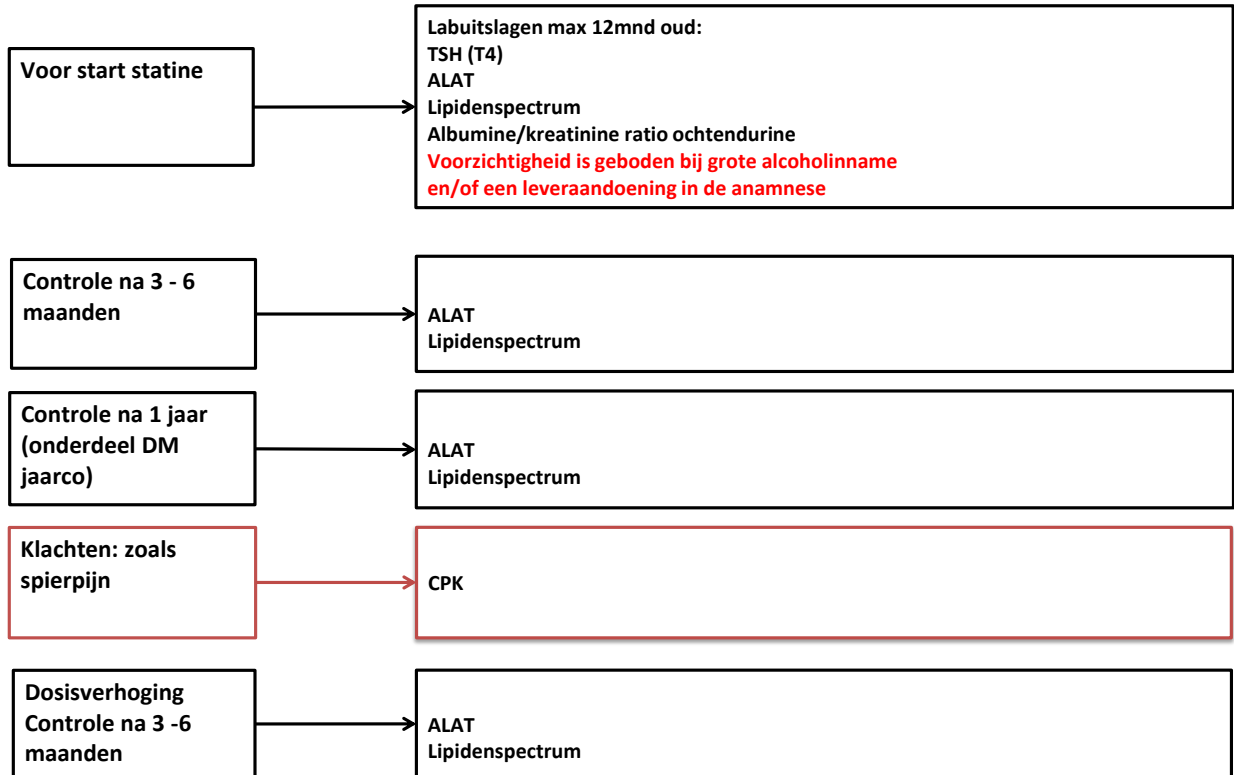 Voor start statine
Labuitslagen max 12mnd oud:
TSH (T4)
ALAT
Lipidenspectrum
Albumine/kreatinine ratio ochtendurine
Voorzichtigheid is geboden bij grote alcoholinname
en/of een leveraandoening in de anamnese
Controle na 3 - 6
maanden
ALAT
Lipidenspectrum
Controle na 1 jaar
(onderdeel DM
jaarco)
ALAT
Lipidenspectrum
Klachten: zoals
spierpijn
CPK
Dosisverhoging
Controle na 3 -6
maanden
ALAT
Lipidenspectrum